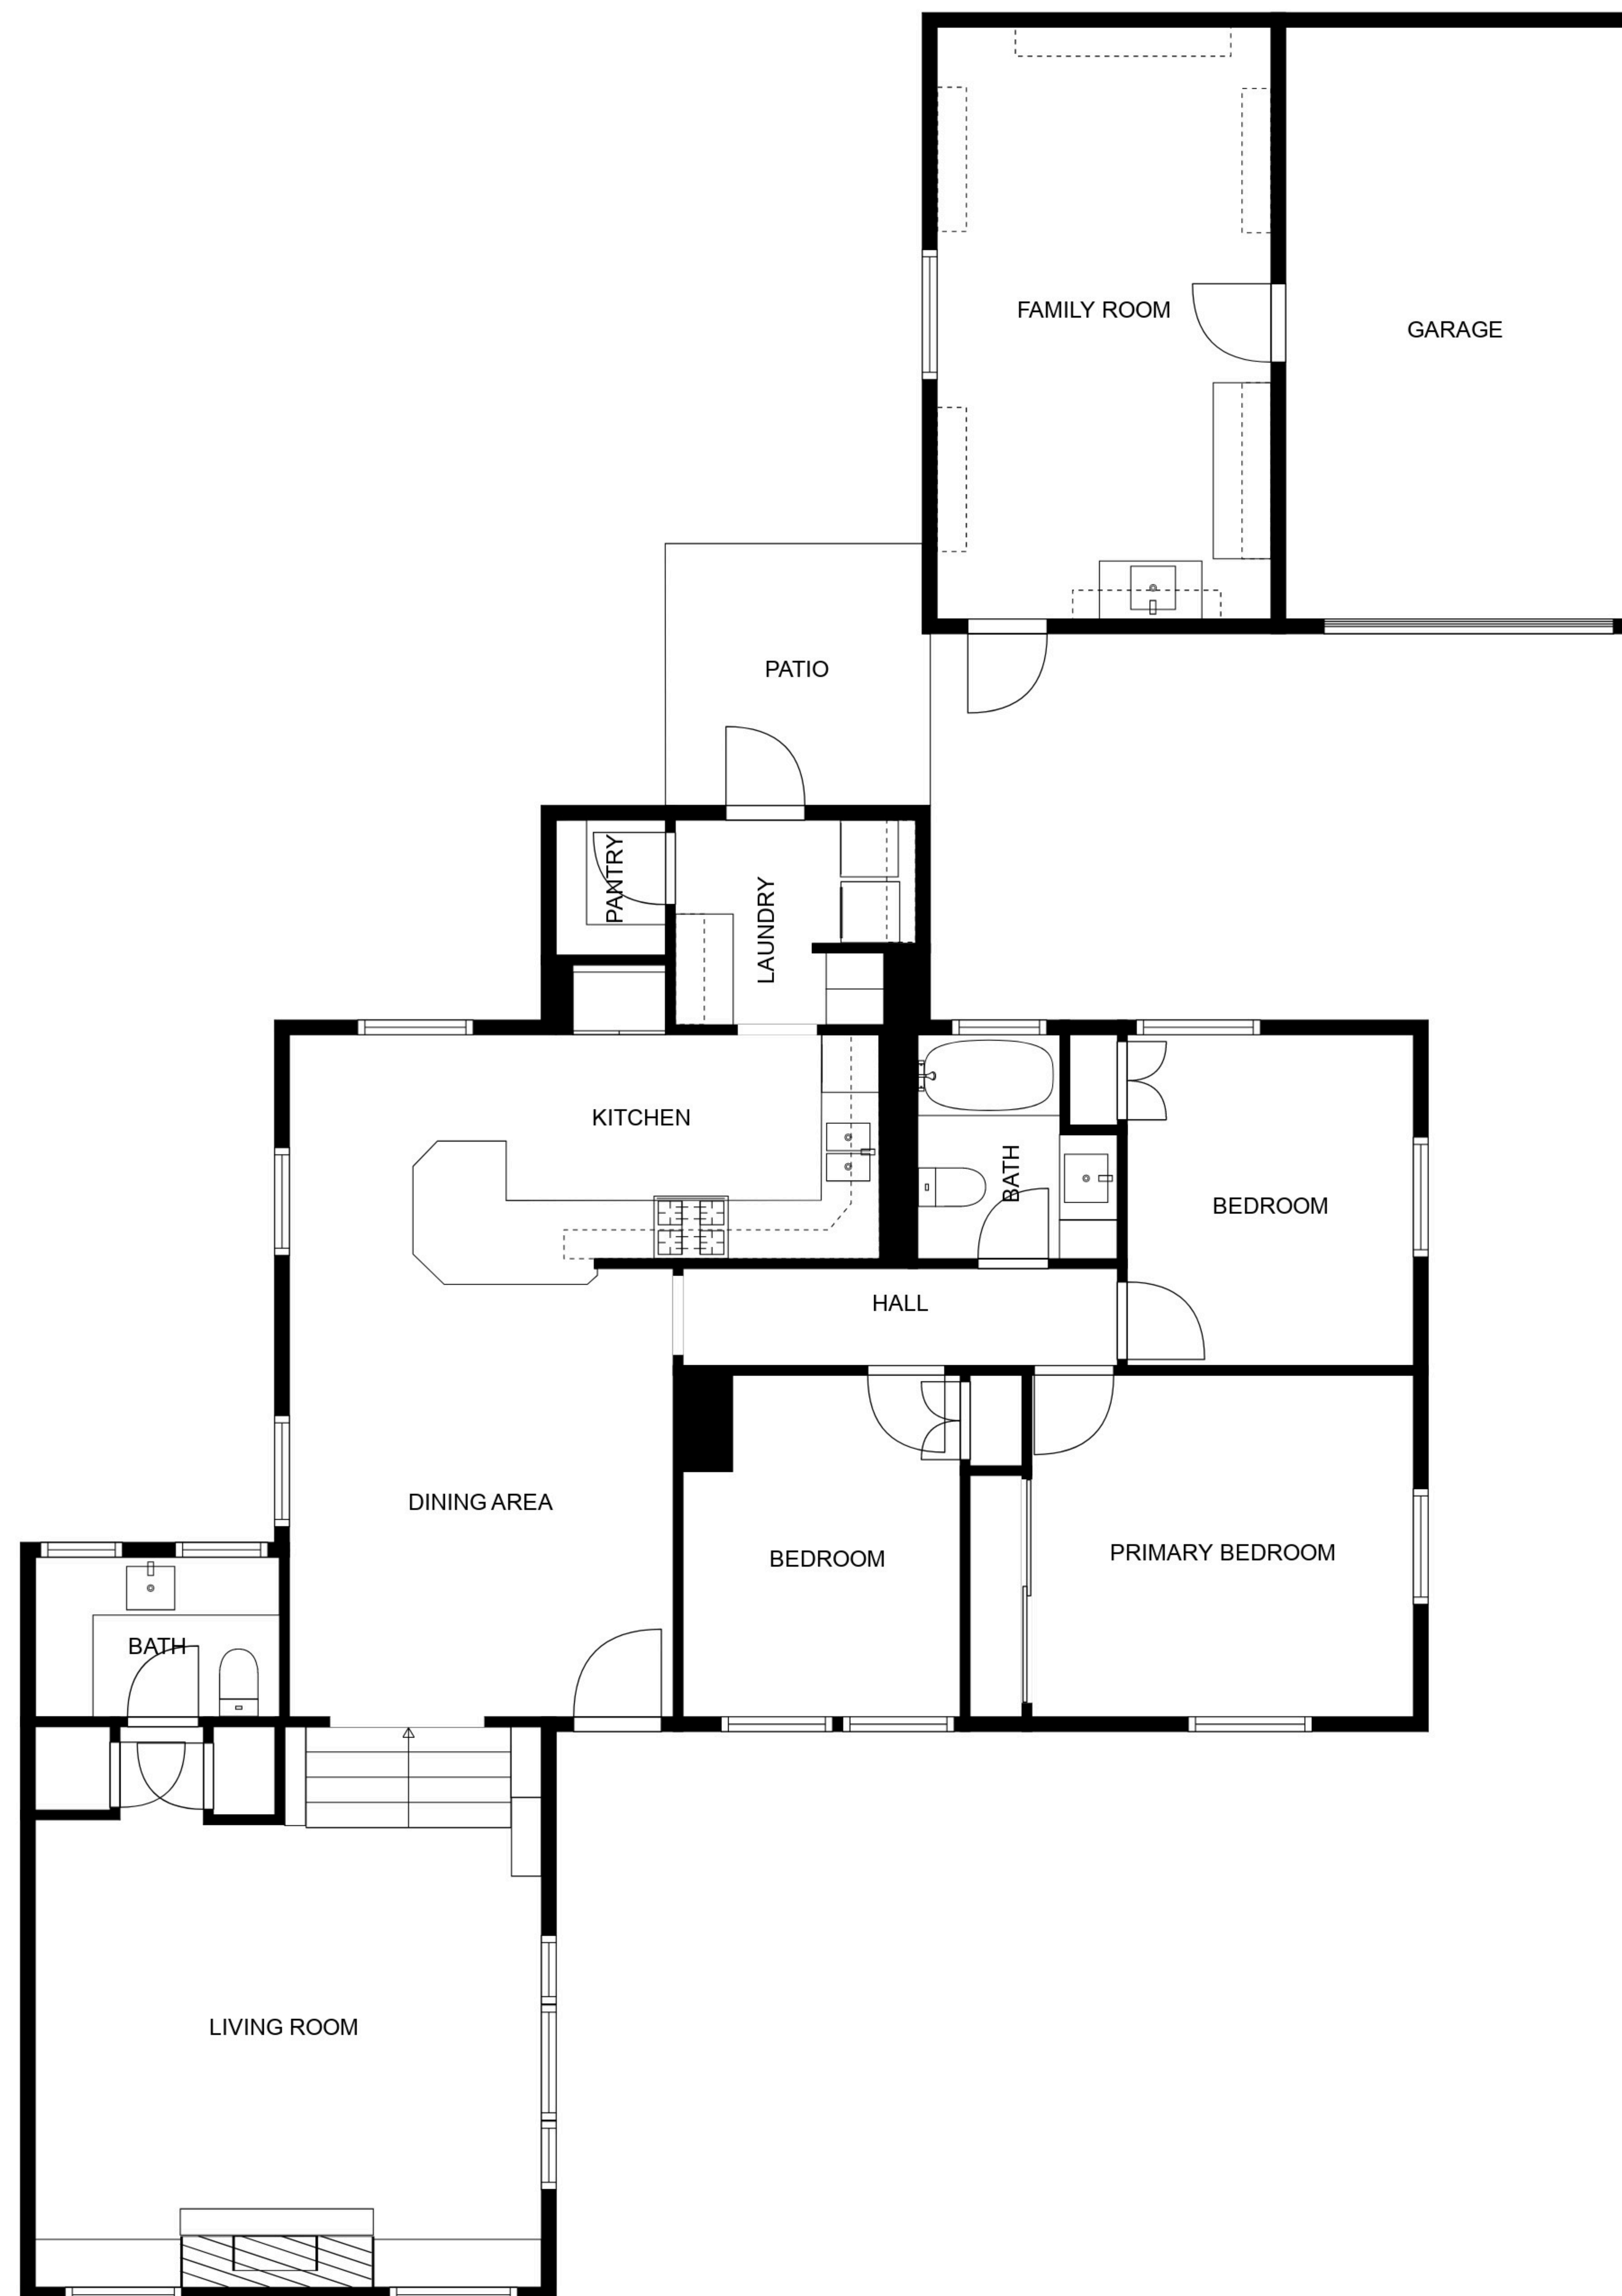 FAMILY ROOM
GARAGE
PATIO
PANTRY
LAUNDRY
KITCHEN
BATH
BEDROOM
HALL
DINING AREA
BEDROOM
PRIMARY BEDROOM
BATH
LIVING ROOM